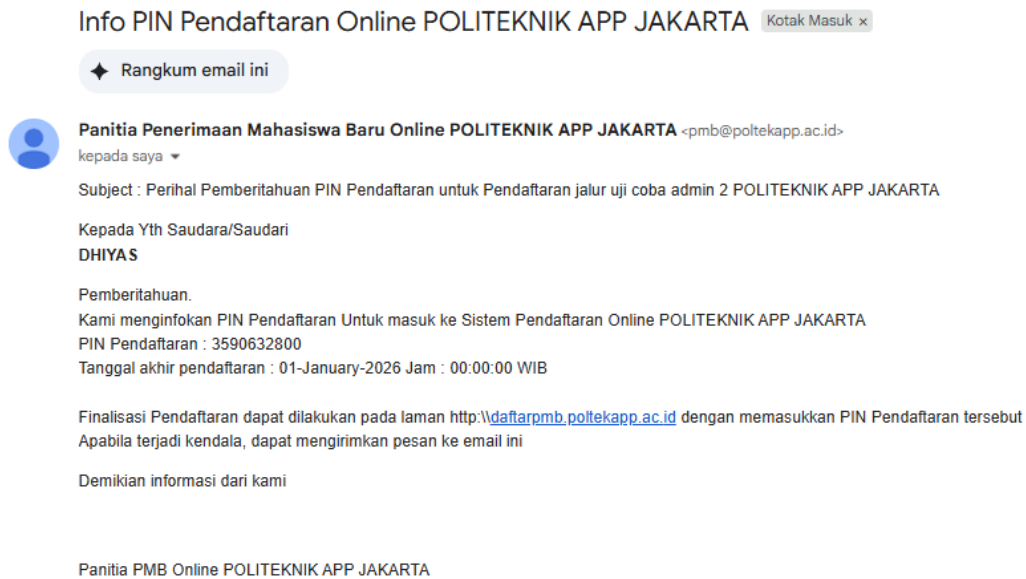 Info PIN Pendaftaran Online POLITEKNIK APP JAKARTA Kotak Masuk ×
Rangkum email ini
Panitia Penerimaan Mahasiswa Baru Online POLITEKNIK APP JAKARTA <pmb@poltekapp.ac.id>
kepada saya
Subject : Perihal Pemberitahuan PIN Pendaftaran untuk Pendaftaran jalur uji coba admin 2 POLITEKNIK APP JAKARTA
Kepada Yth Saudara/Saudari
DHIYAS
Pemberitahuan.
Kami menginfokan PIN Pendaftaran Untuk masuk ke Sistem Pendaftaran Online POLITEKNIK APP JAKARTA
PIN Pendaftaran : 3590632800
Tanggal akhir pendaftaran : 01-January-2026 Jam : 00:00:00 WIB
Finalisasi Pendaftaran dapat dilakukan pada laman http:\\daftarpmb.poltekapp.ac.id dengan memasukkan PIN Pendaftaran tersebut
Apabila terjadi kendala, dapat mengirimkan pesan ke email ini
Demikian informasi dari kami
Panitia PMB Online POLITEKNIK APP JAKARTA